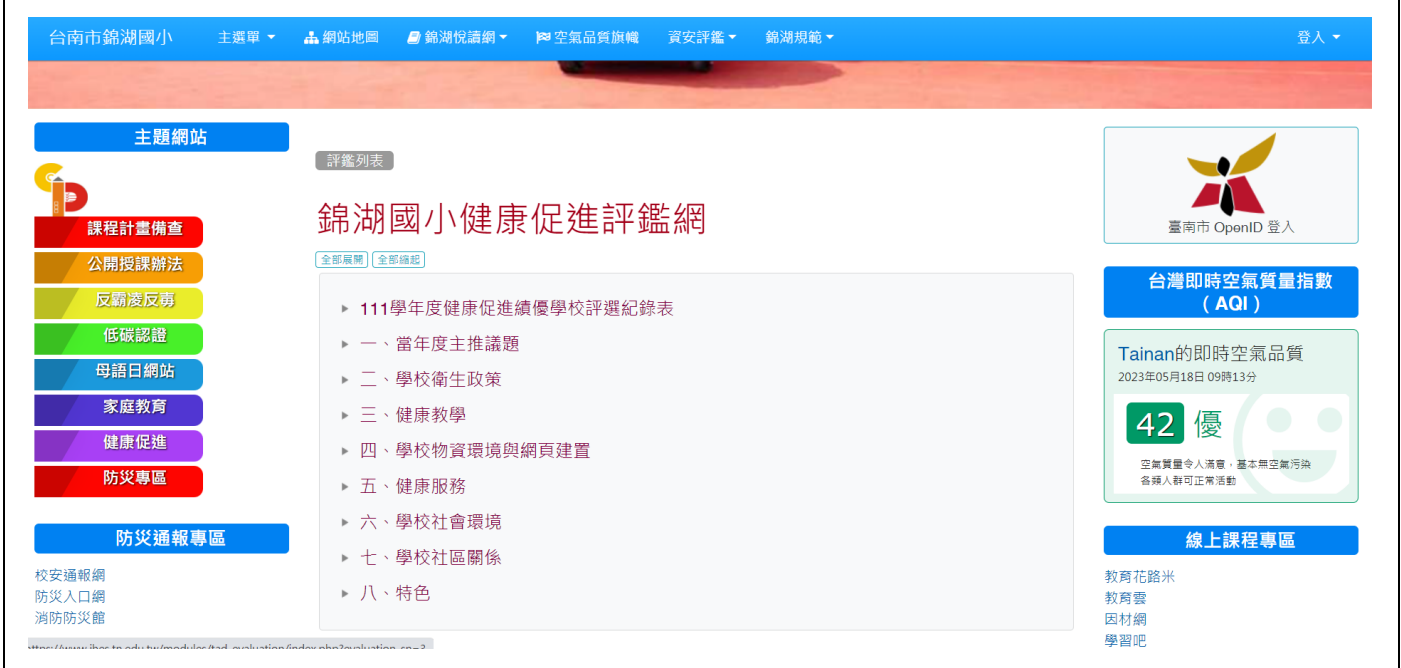 台南市錦湖國小 主選單 網站地圖 錦湖悅讀網 空氣品質旗幟 資安評鑑 錦湖規範 登入
主題網站
課程計畫備查
公開授課辦法
反霸凌反毒
低碳認證
母語日網站
家庭教育
健康促進
防災專區
防災通報專區
校安通報網
防災入口網
消防防災館
評鑑列表
錦湖國小健康促進評鑑網
全部展開 全部縮起
111學年度健康促進績優學校評選紀錄表
一、當年度主推議題
二、學校衛生政策
三、健康教學
四、學校物資環境與網頁建置
五、健康服務
六、學校社會環境
七、學校社區關係
八、特色
臺南市 OpenID 登入
台灣即時空氣質量指數
（AQI）
Tainan的即時空氣品質
2023年05月18日 09時13分
42 優
空氣質量令人滿意，基本無空氣污染
各類人群可正常活動
線上課程專區
教育花路米
教育雲
因材網
學習吧